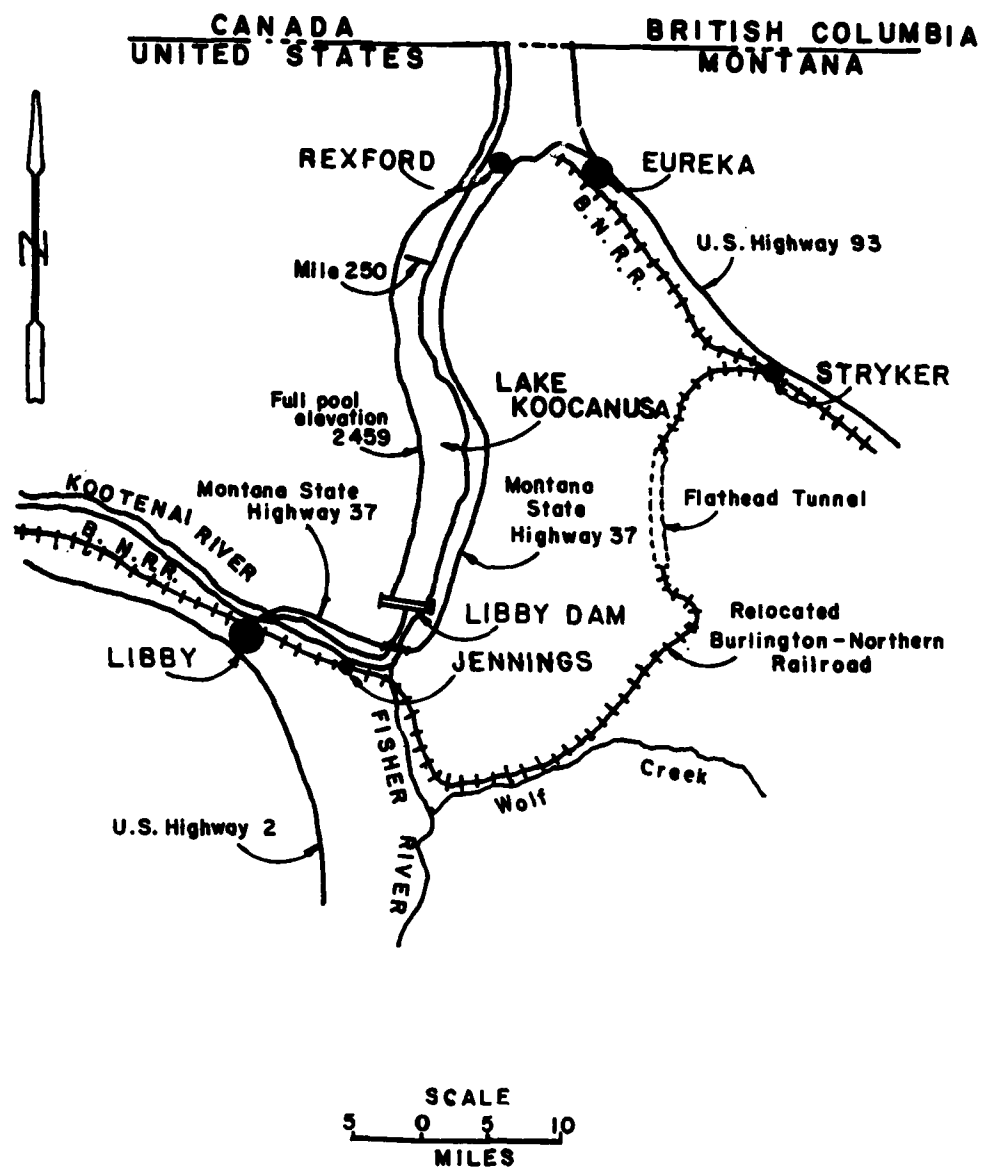 CANADA
UNITED STATES
BRITISH COLUMBIA
MONTANA
N
REXFORD
EUREKA
B. N. R. R.
U.S. Highway 93
Mile 250
STRYKER
LAKE
KOOCANUSA
Full pool
elevation
2459
KOOTENAI RIVER
Montana State
Highway 37
Montana
State
Highway 37
Flathead Tunnel
B. N. R.R.
LIBBY DAM
Relocated
Burlington-Northern
Railroad
LIBBY
JENNINGS
FISHER
RIVER
Wolf
Creek
U.S. Highway 2
SCALE
5 0 5 10
MILES